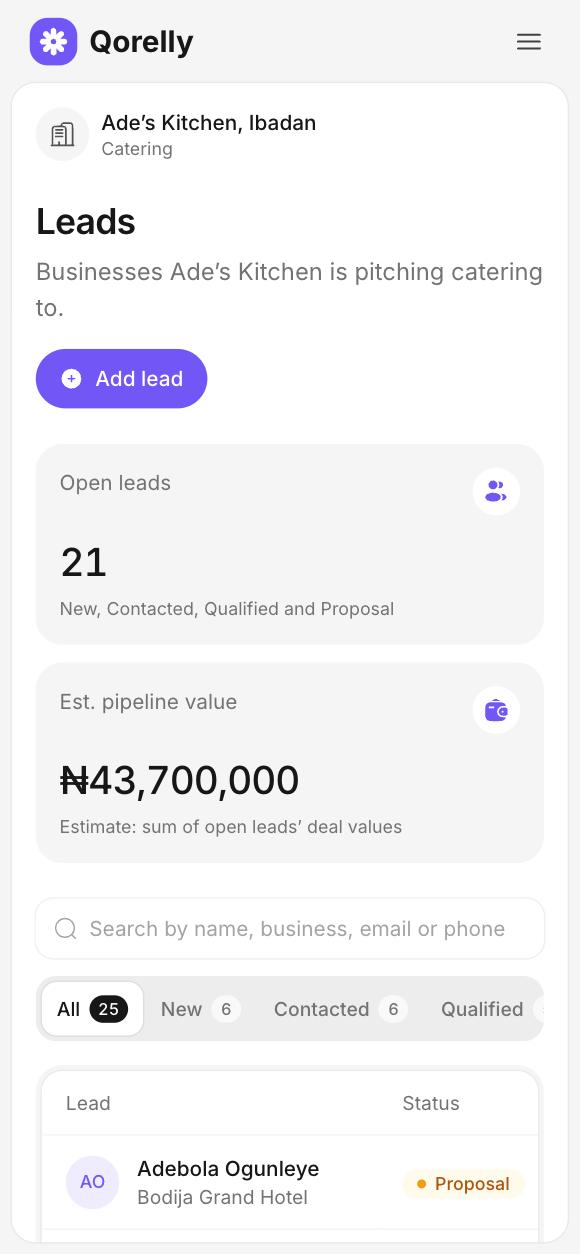 Qorelly
Ade’s Kitchen, Ibadan
Catering
Leads
Businesses Ade’s Kitchen is pitching catering
to.
Add lead
Open leads
21
New, Contacted, Qualified and Proposal
Est. pipeline value
₦43,700,000
Estimate: sum of open leads’ deal values
Search by name, business, email or phone
All 25 New 6 Contacted 6 Qualified
Lead Status
AO Adebola Ogunleye Proposal
Bodija Grand Hotel